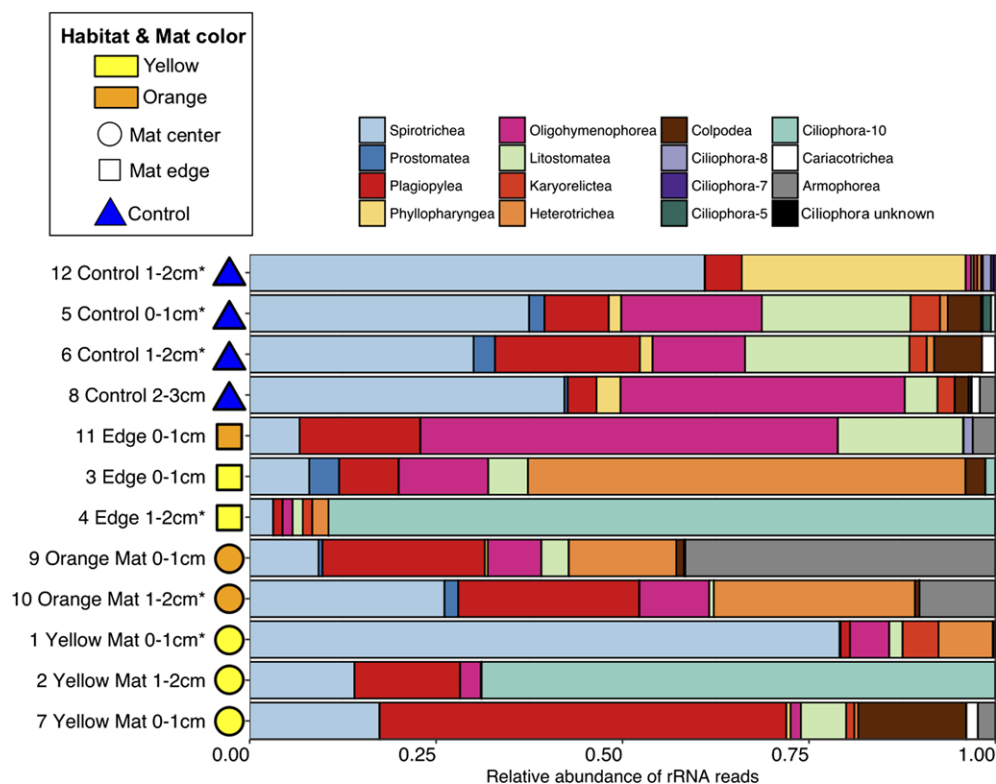 Habitat & Mat color
Yellow
Orange
Mat center
Mat edge
Control
Spirotrichea
Prostomatea
Plagiopylea
Phyllopharyngea
Oligohymenophorea
Litostomatea
Karyorelictea
Heterotrichea
Colpodea
Ciliophora-8
Ciliophora-7
Ciliophora-5
Ciliophora-10
Cariacotrichea
Armophorea
Ciliophora unknown
12 Control 1-2cm*
5 Control 0-1cm*
6 Control 1-2cm*
8 Control 2-3cm
11 Edge 0-1cm
3 Edge 0-1cm
4 Edge 1-2cm*
9 Orange Mat 0-1cm
10 Orange Mat 1-2cm*
1 Yellow Mat 0-1cm*
2 Yellow Mat 1-2cm
7 Yellow Mat 0-1cm
0.00 0.25 0.50 0.75 1.00
Relative abundance of rRNA reads